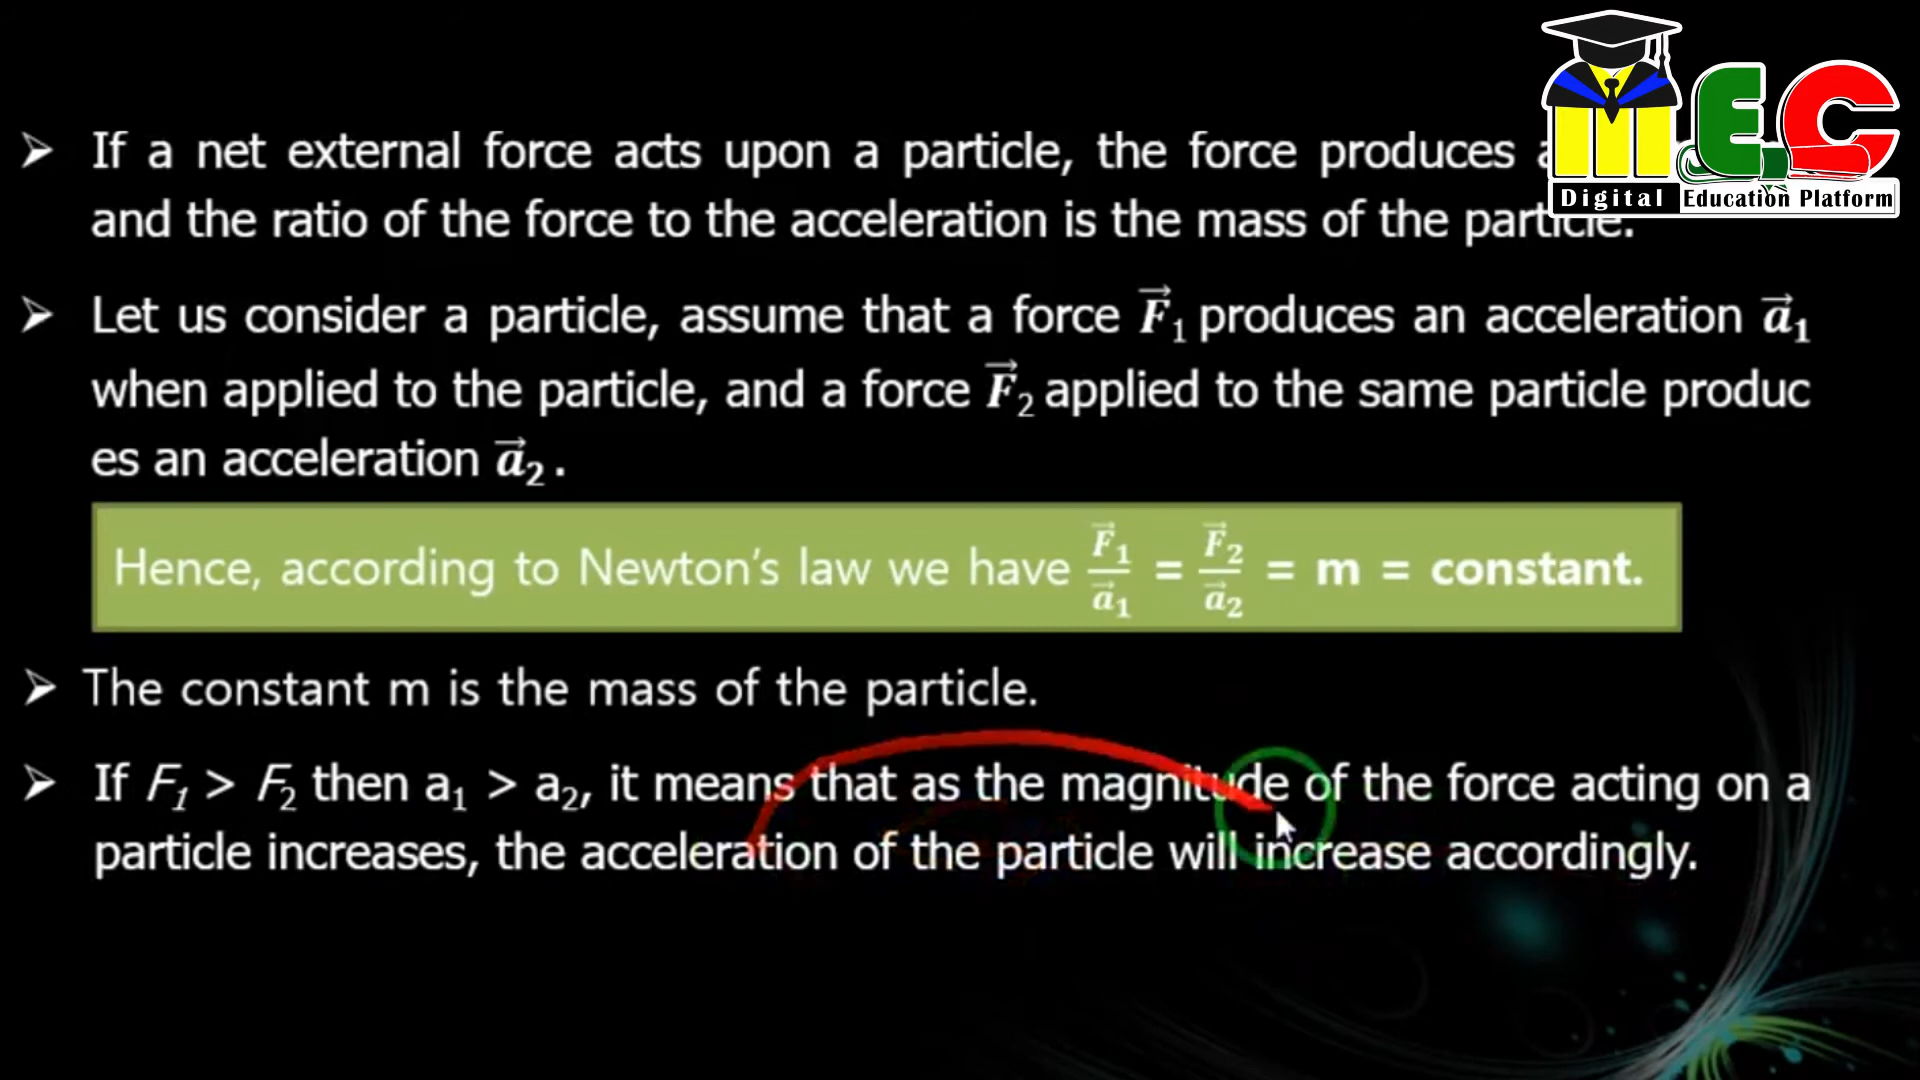 MEC
Digital Education Platform
➤ If a net external force acts upon a particle, the force produces
and the ratio of the force to the acceleration is the mass of the particle.
➤ Let us consider a particle, assume that a force F⃗₁ produces an acceleration a⃗₁
when applied to the particle, and a force F⃗₂ applied to the same particle produc
es an acceleration a⃗₂ .
Hence, according to Newton's law we have F⃗₁/a⃗₁ = F⃗₂/a⃗₂ = m = constant.
➤ The constant m is the mass of the particle.
➤ If F₁ > F₂ then a₁ > a₂, it means that as the magnitude of the force acting on a
particle increases, the acceleration of the particle will increase accordingly.